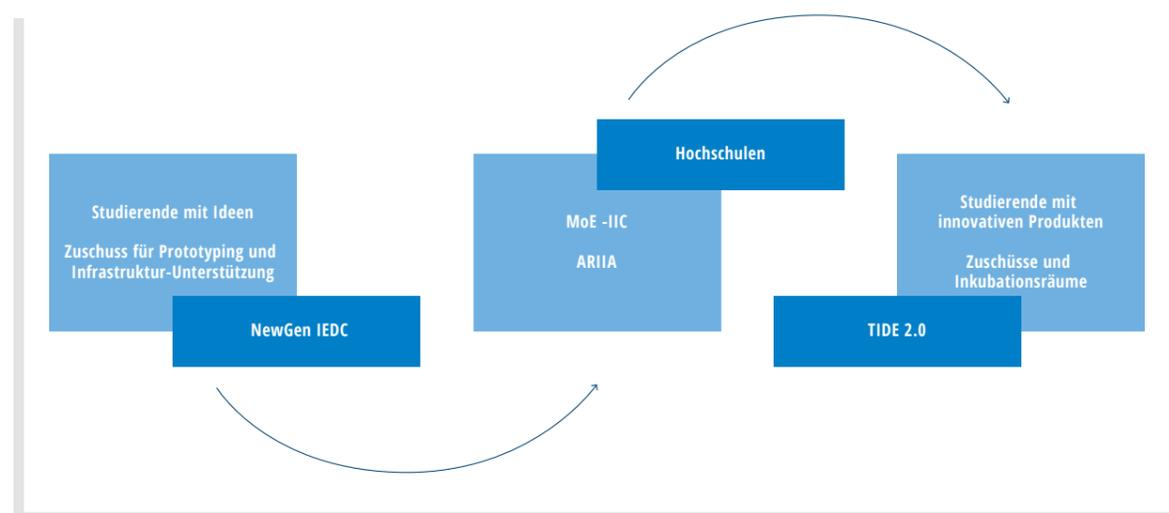 Studierende mit Ideen
Zuschuss für Prototyping und
Infrastruktur-Unterstützung
NewGen IEDC
Hochschulen
MoE -IIC
ARIIA
Studierende mit
innovativen Produkten
Zuschüsse und
Inkubationsräume
TIDE 2.0